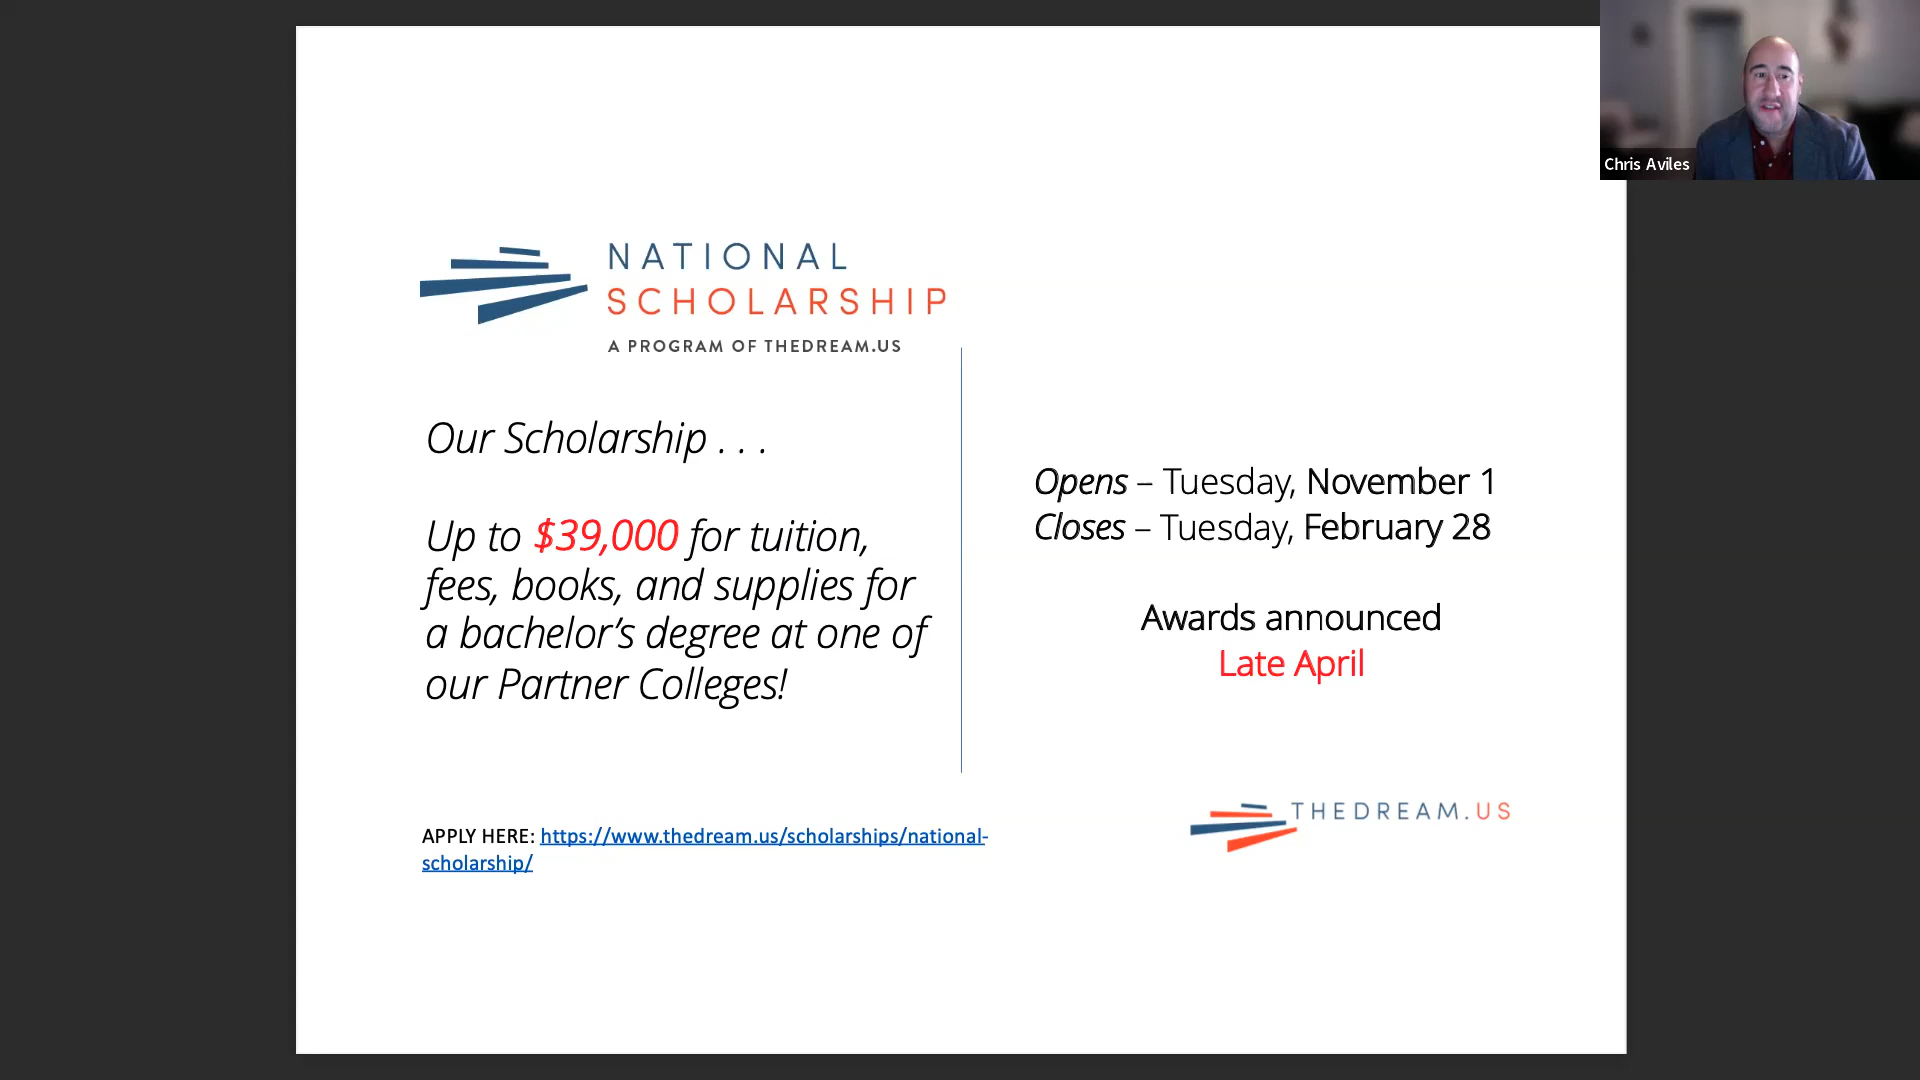 Chris Aviles
NATIONAL
SCHOLARSHIP
A PROGRAM OF THEDREAM.US
Our Scholarship . . .
Up to $39,000 for tuition,
fees, books, and supplies for
a bachelor’s degree at one of
our Partner Colleges!
Opens – Tuesday, November 1
Closes – Tuesday, February 28
Awards announced
Late April
APPLY HERE: https://www.thedream.us/scholarships/national-
scholarship/
THEDREAM.US